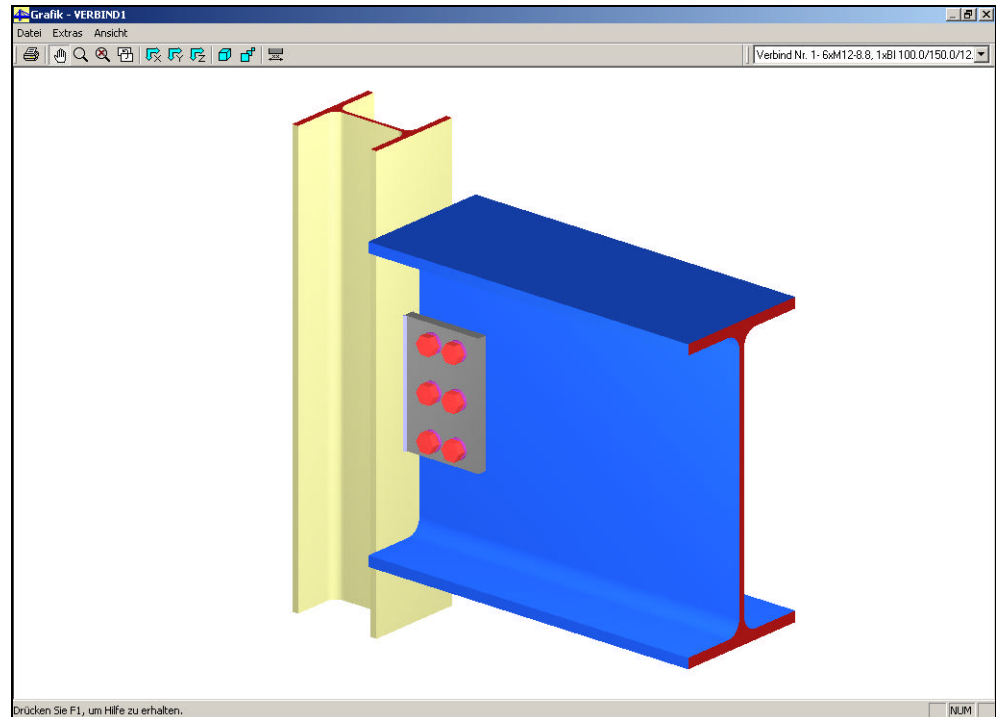 Grafik - VERBIND1
Datei Extras Ansicht
X Y Z
Verbind Nr. 1- 6xM12-8.8, 1xBl 100.0/150.0/12.
Drücken Sie F1, um Hilfe zu erhalten.
NUM